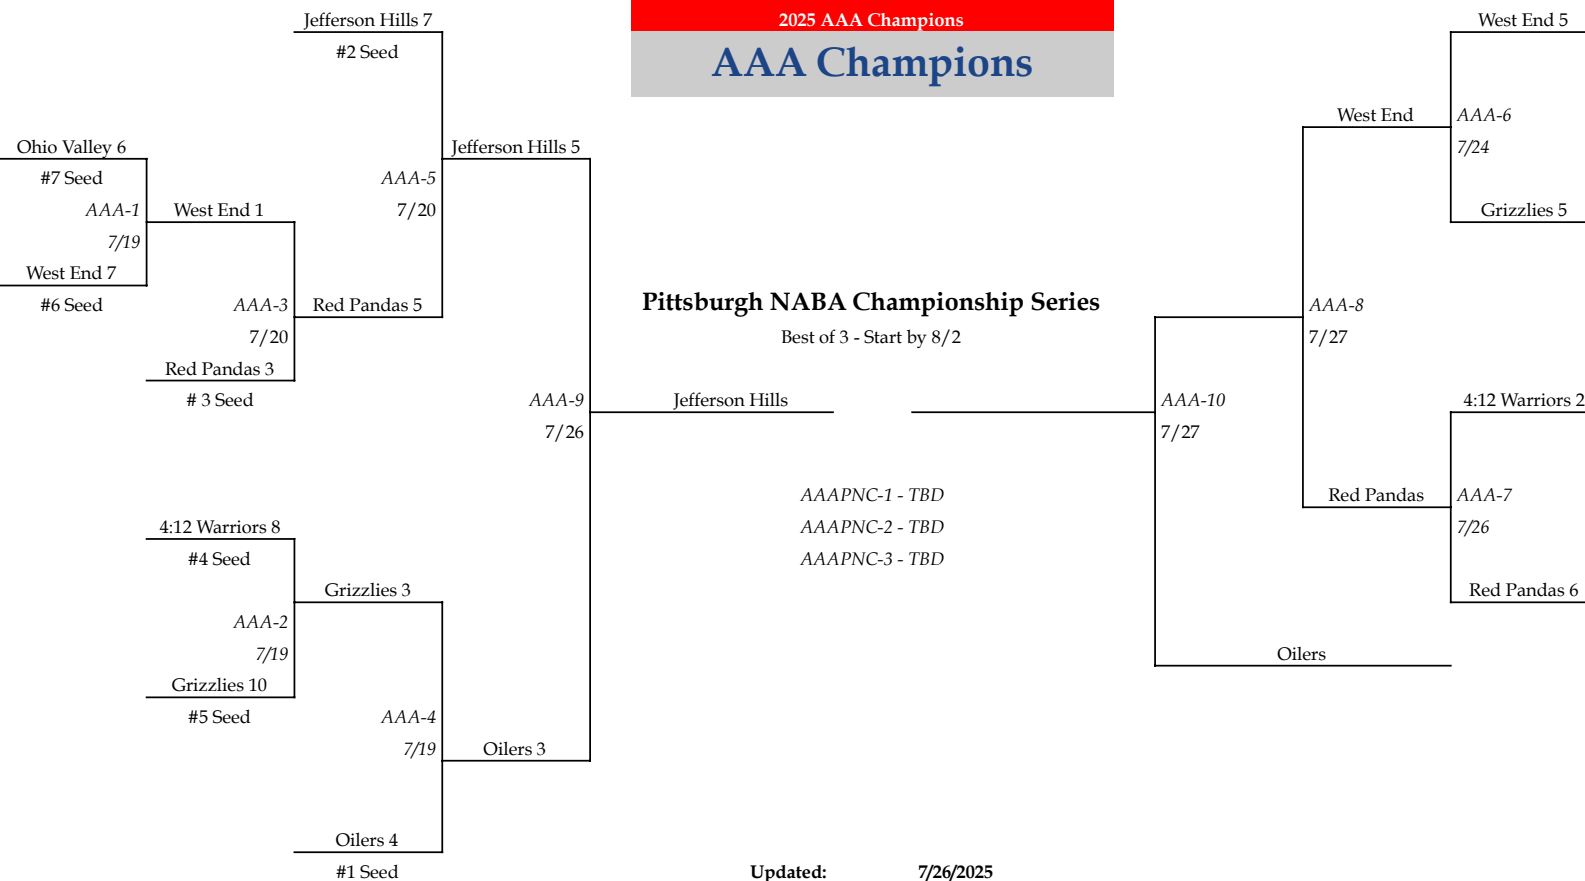 Jefferson Hills 7
#2 Seed
2025 AAA Champions
AAA Champions
West End 5
West End
AAA-6
7/24
Grizzlies 5
Ohio Valley 6
#7 Seed
AAA-1
7/19
West End 7
#6 Seed
West End 1
AAA-3
7/20
Red Pandas 3
# 3 Seed
Jefferson Hills 5
AAA-5
7/20
Red Pandas 5
Pittsburgh NABA Championship Series
Best of 3 - Start by 8/2
AAA-8
7/27
AAA-9
7/26
Jefferson Hills
AAA-10
7/27
4:12 Warriors 2
Red Pandas
AAA-7
7/26
Red Pandas 6
AAAPNC-1 - TBD
AAAPNC-2 - TBD
AAAPNC-3 - TBD
4:12 Warriors 8
#4 Seed
Grizzlies 3
AAA-2
7/19
Grizzlies 10
#5 Seed
AAA-4
7/19
Oilers 3
Oilers
Oilers 4
#1 Seed
Updated: 7/26/2025